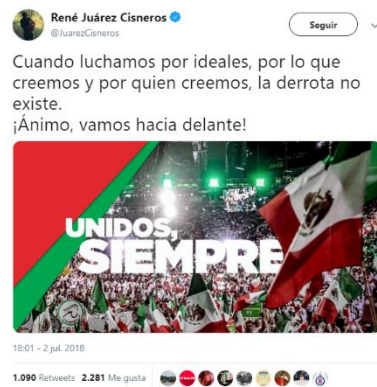 René Juárez Cisneros
@JuarezCisneros
Seguir
Cuando luchamos por ideales, por lo que
creemos y por quien creemos, la derrota no
existe.
¡Ánimo, vamos hacia delante!
UNIDOS,
SIEMPRE
18:01 - 2 jul. 2018
1.090 Retweets 2.281 Me gusta